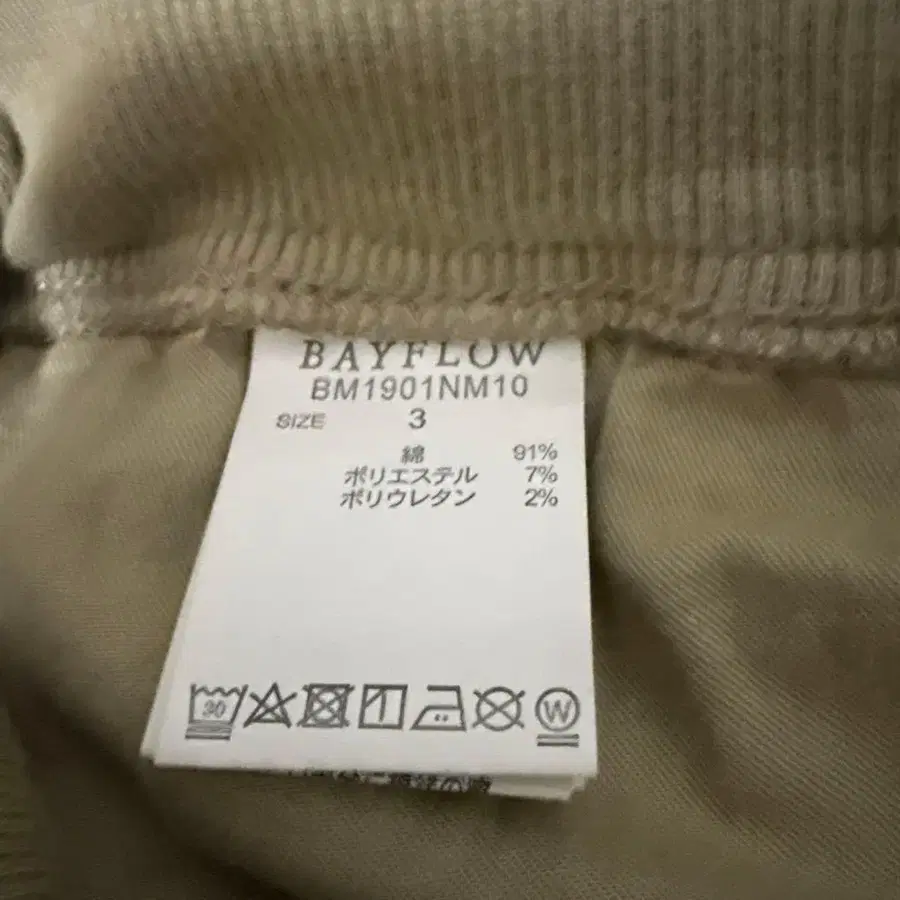 BAYFLOW
BM1901NM10
SIZE 3
綿 91%
ポリエステル 7%
ポリウレタン 2%
30
W